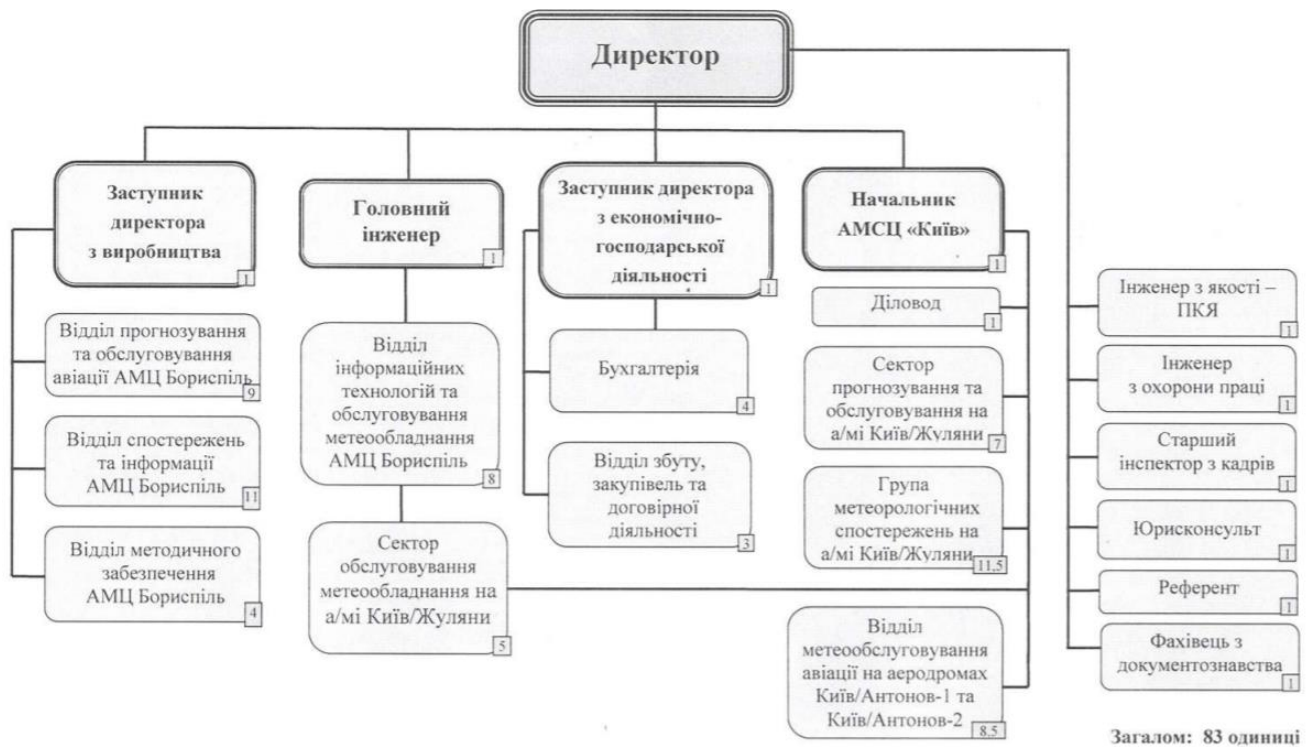 Директор
Заступник
директора
з виробництва
1
Відділ прогнозування
та обслуговування
авіації АМЦ Бориспіль
9
Відділ спостережень
та інформації
АМЦ Бориспіль
11
Відділ методичного
забезпечення
АМЦ Бориспіль
4
Головний
інженер
1
Відділ
інформаційних
технологій та
обслуговування
метеообладнання
АМЦ Бориспіль
8
Сектор
обслуговування
метеообладнання на
а/мі Київ/Жуляни
5
Заступник директора
з економічно-
господарської
діяльності
1
Бухгалтерія
4
Відділ збуту,
закупівель та
договірної
діяльності
3
Начальник
АМСЦ «Київ»
1
Діловод
1
Сектор
прогнозування та
обслуговування на
а/мі Київ/Жуляни
7
Група
метеорологічних
спостережень на
а/мі Київ/Жуляни
11,5
Відділ
метеообслуговування
авіації на аеродромах
Київ/Антонов-1 та
Київ/Антонов-2
8.5
Інженер з якості –
ПКЯ
1
Інженер
з охорони праці
1
Старший
інспектор з кадрів
1
Юрисконсульт
1
Референт
1
Фахівець з
документознавства
1
Загалом: 83 одиниці